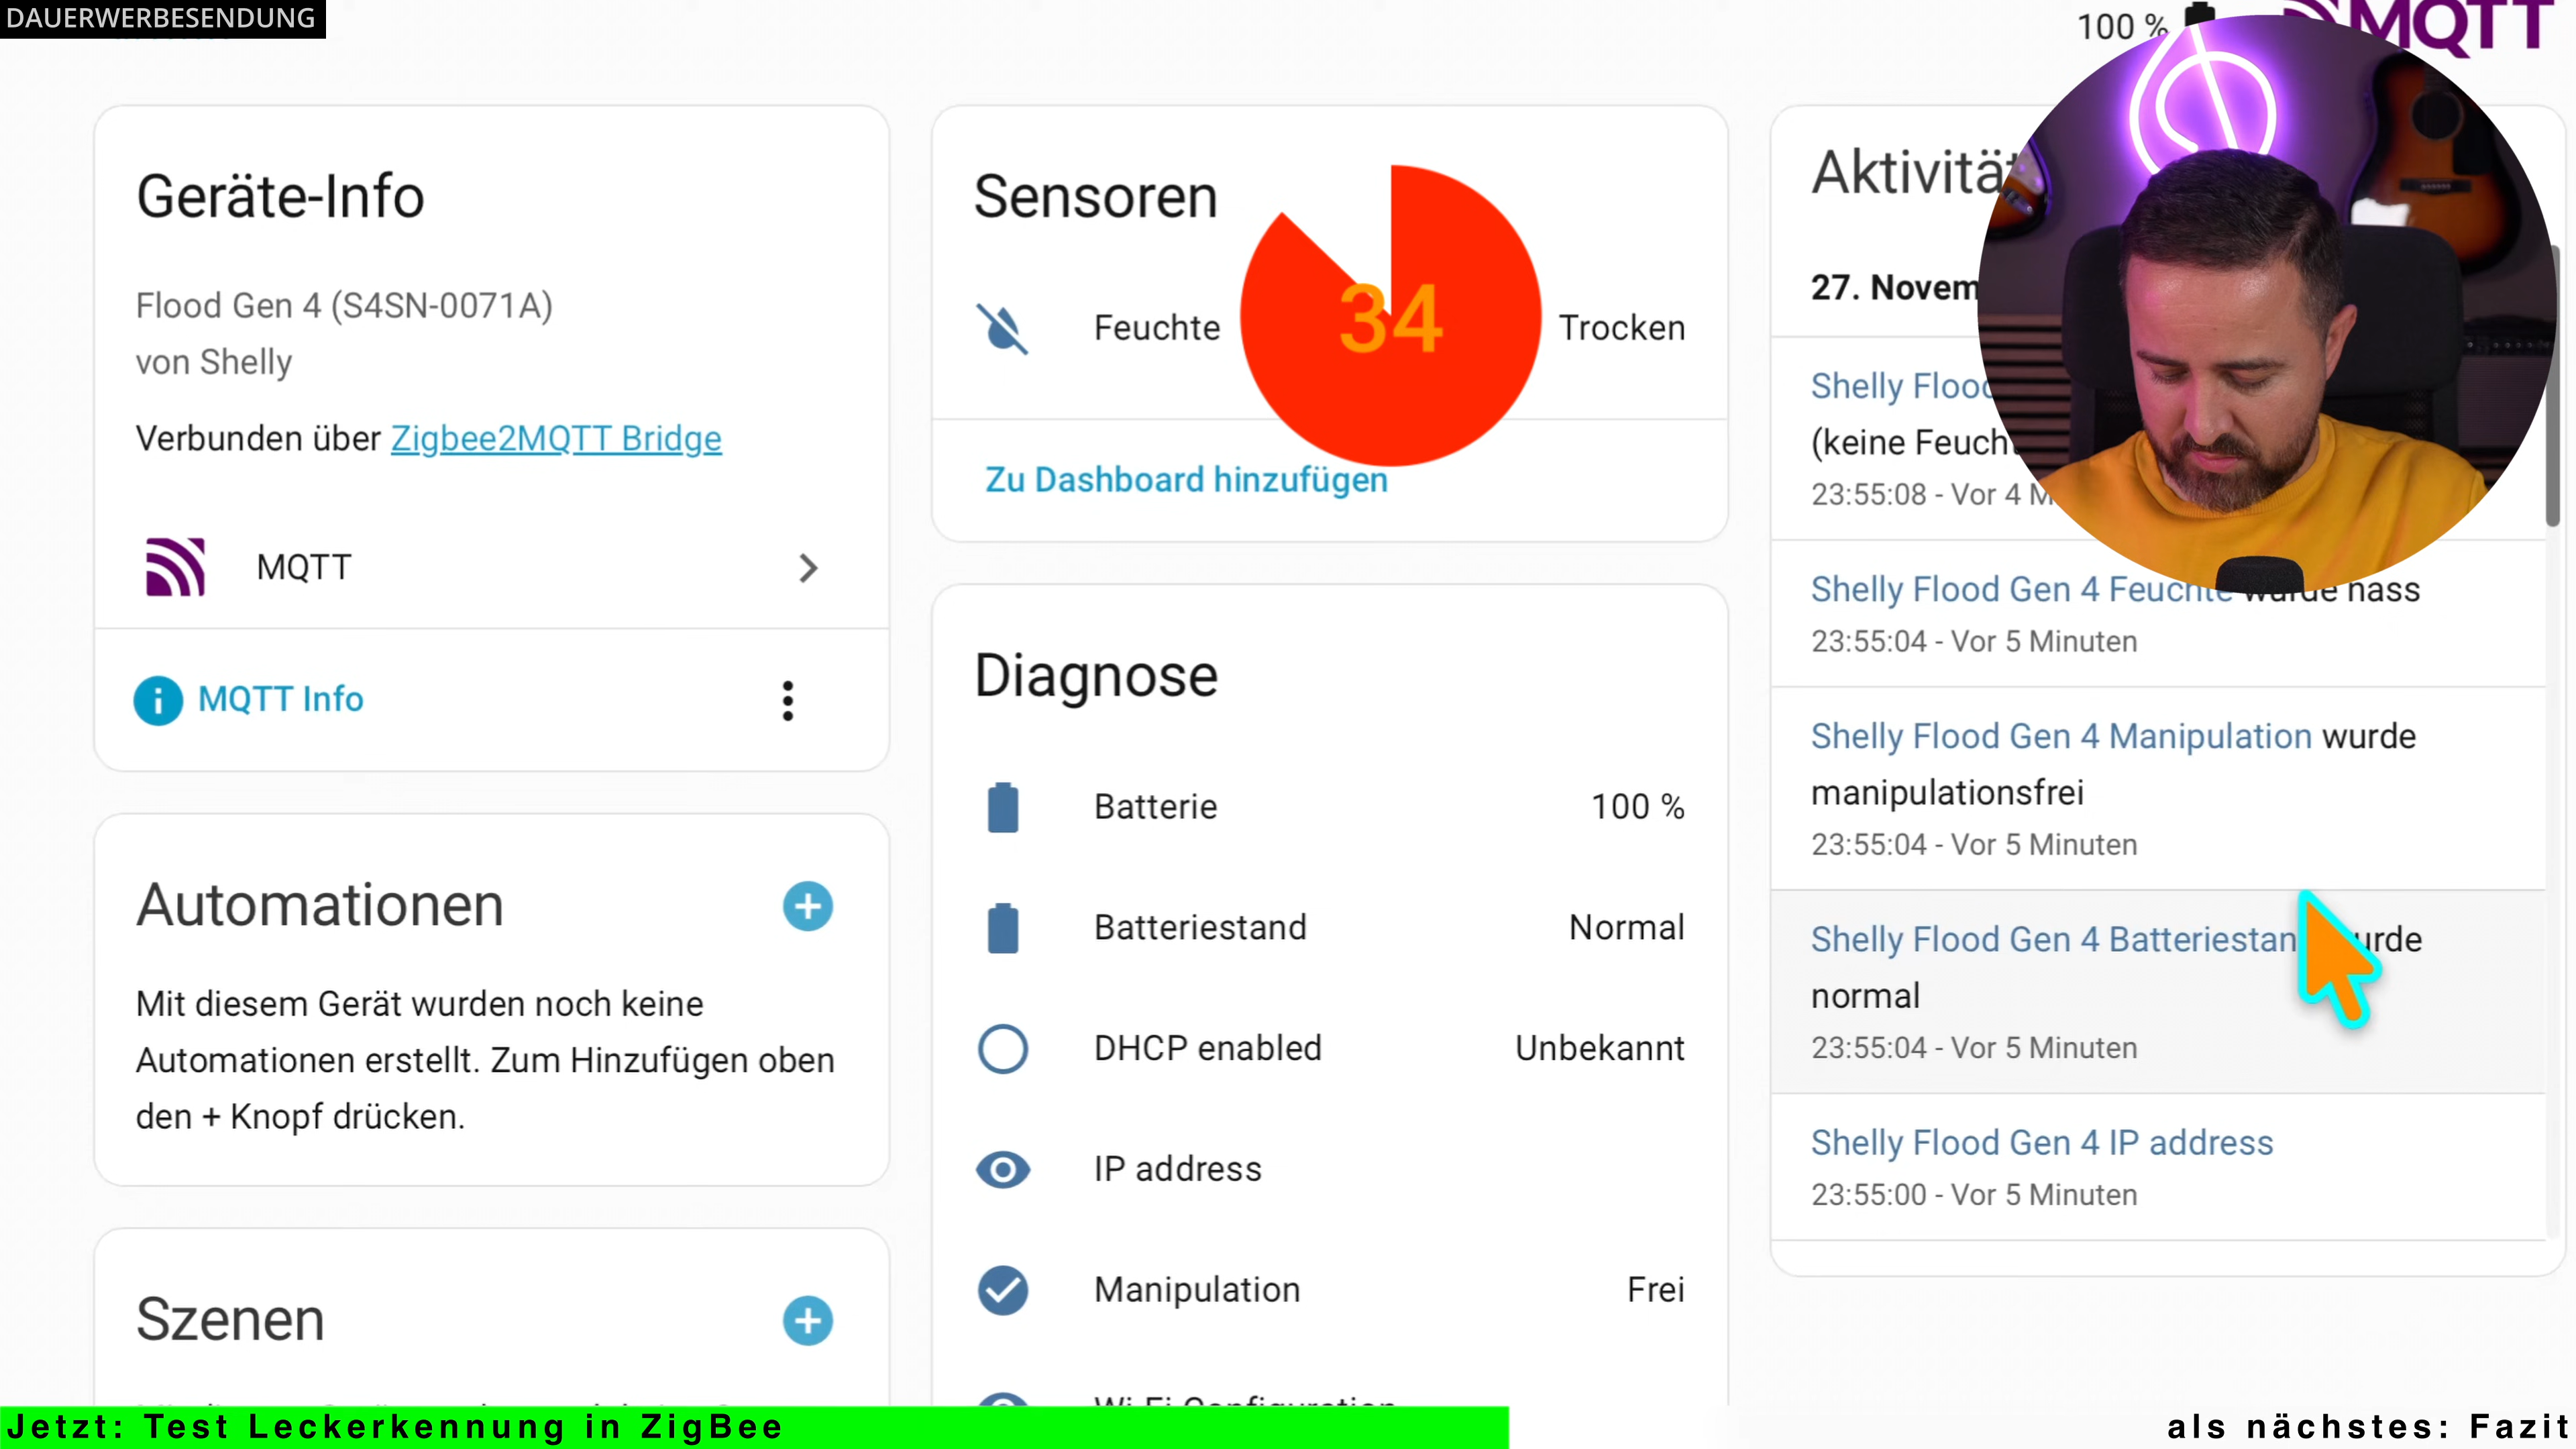 DAUERWERBESENDUNG
100 %
MQTT
Geräte-Info
Flood Gen 4 (S4SN-0071A)
von Shelly
Verbunden über Zigbee2MQTT Bridge
MQTT
MQTT Info
Automationen
Mit diesem Gerät wurden noch keine
Automationen erstellt. Zum Hinzufügen oben
den + Knopf drücken.
Szenen
Sensoren
Feuchte
34
Trocken
Zu Dashboard hinzufügen
Diagnose
Batterie 100 %
Batteriestand Normal
DHCP enabled Unbekannt
IP address
Manipulation Frei
Aktivität
27. Novem
Shelly Flood
(keine Feuch
23:55:08 - Vor 4 M
Shelly Flood Gen 4 Feuchte wurde nass
23:55:04 - Vor 5 Minuten
Shelly Flood Gen 4 Manipulation wurde
manipulationsfrei
23:55:04 - Vor 5 Minuten
Shelly Flood Gen 4 Batteriestan urde
normal
23:55:04 - Vor 5 Minuten
Shelly Flood Gen 4 IP address
23:55:00 - Vor 5 Minuten
Jetzt: Test Leckerkennung in ZigBee
als nächstes: Fazit